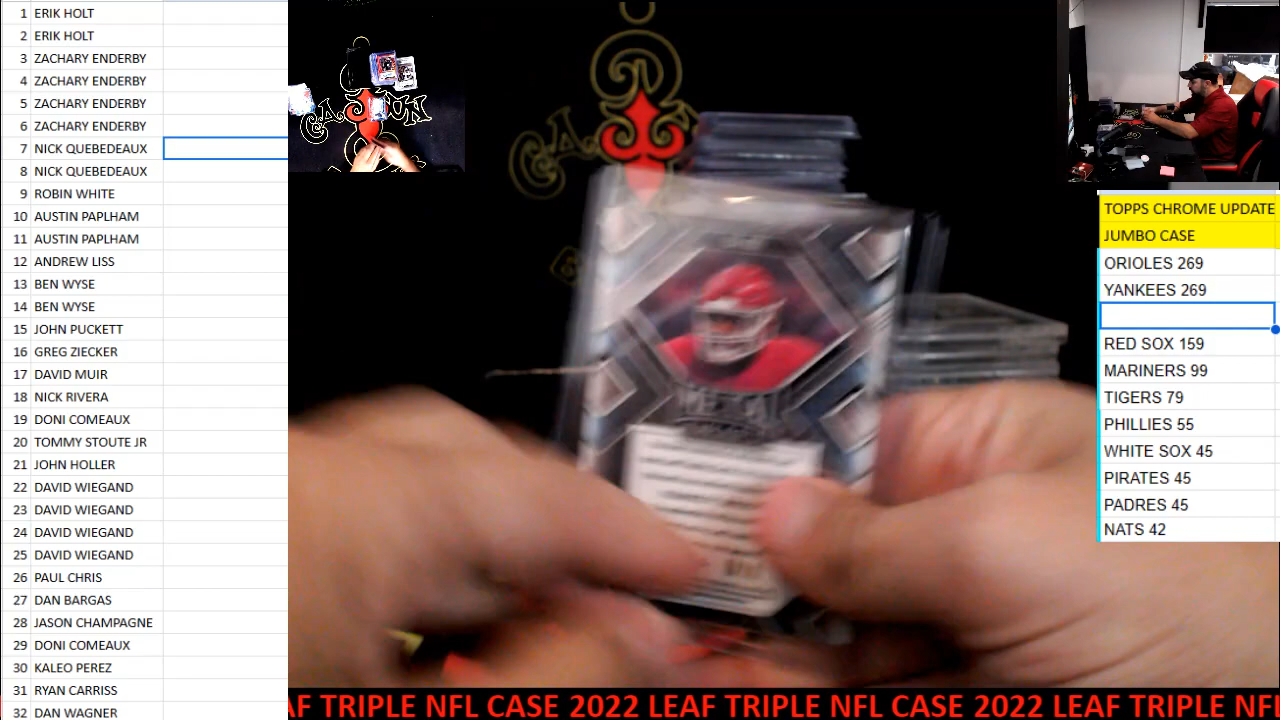 1 ERIK HOLT
2 ERIK HOLT
3 ZACHARY ENDERBY
4 ZACHARY ENDERBY
5 ZACHARY ENDERBY
6 ZACHARY ENDERBY
7 NICK QUEBEDEAUX
8 NICK QUEBEDEAUX
9 ROBIN WHITE
10 AUSTIN PAPLHAM
11 AUSTIN PAPLHAM
12 ANDREW LISS
13 BEN WYSE
14 BEN WYSE
15 JOHN PUCKETT
16 GREG ZIECKER
17 DAVID MUIR
18 NICK RIVERA
19 DONI COMEAUX
20 TOMMY STOUTE JR
21 JOHN HOLLER
22 DAVID WIEGAND
23 DAVID WIEGAND
24 DAVID WIEGAND
25 DAVID WIEGAND
26 PAUL CHRIS
27 DAN BARGAS
28 JASON CHAMPAGNE
29 DONI COMEAUX
30 KALEO PEREZ
31 RYAN CARRISS
32 DAN WAGNER
TOPPS CHROME UPDATE
JUMBO CASE
ORIOLES 269
YANKEES 269
RED SOX 159
MARINERS 99
TIGERS 79
PHILLIES 55
WHITE SOX 45
PIRATES 45
PADRES 45
NATS 42
AF TRIPLE NFL CASE 2022 LEAF TRIPLE NFL CASE 2022 LEAF TRIPLE NFL